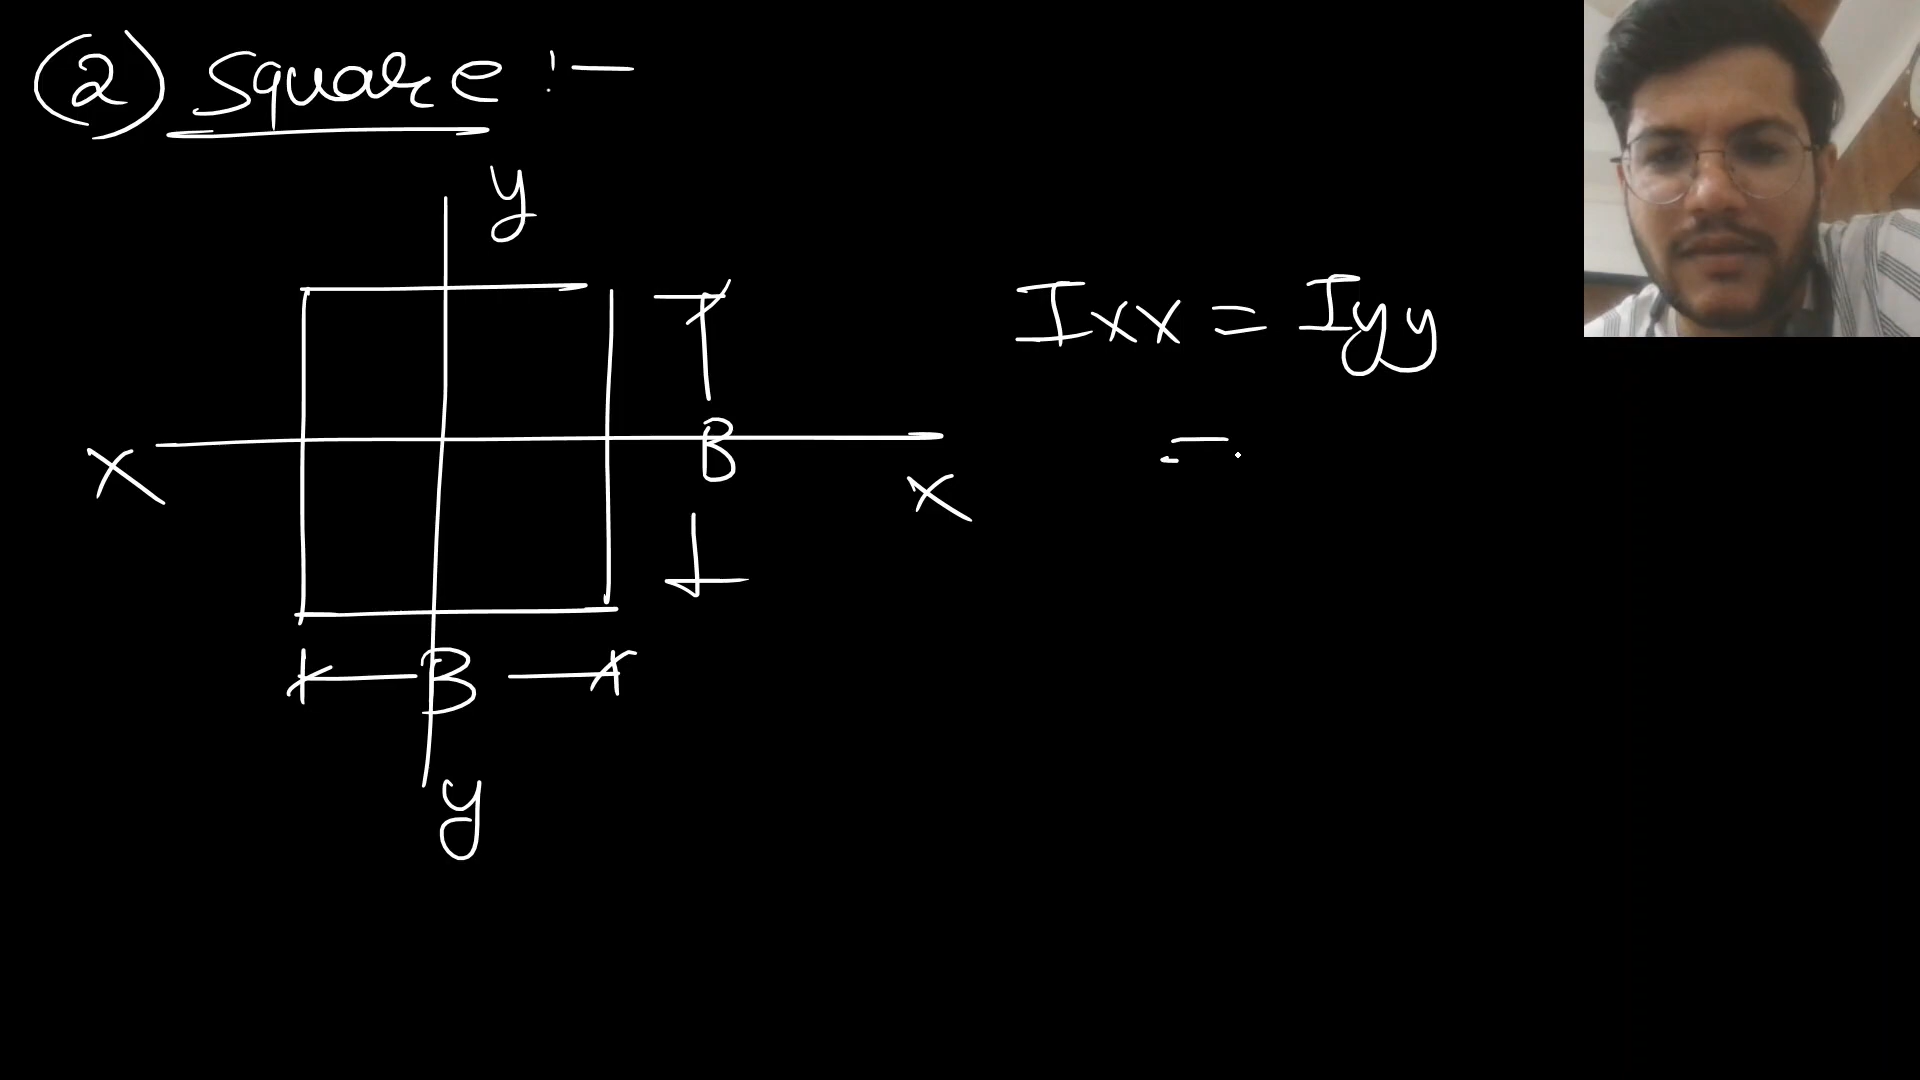 (2) Square :-
y
Ixx = Iyy
B
X
X
=
B
y